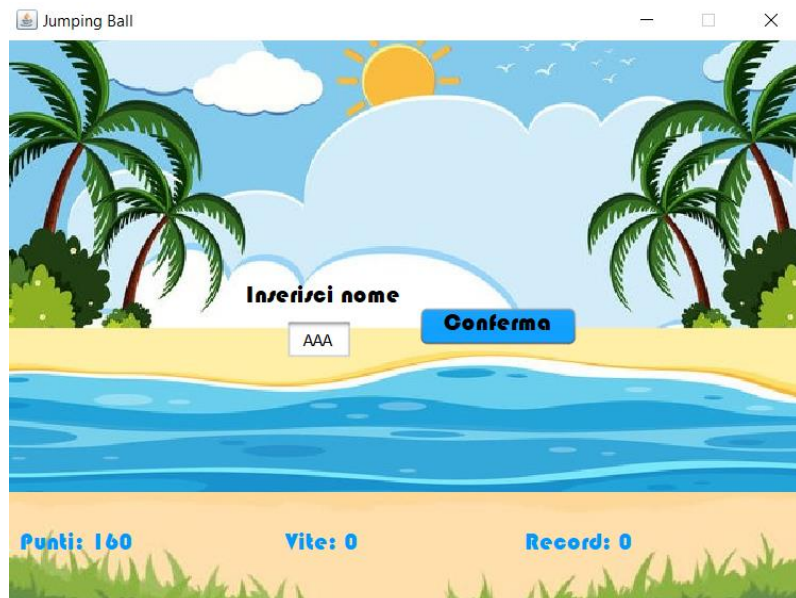 Jumping Ball
Inserisci nome
Conferma
AAA
Punti: 160 Vite: 0 Record: 0